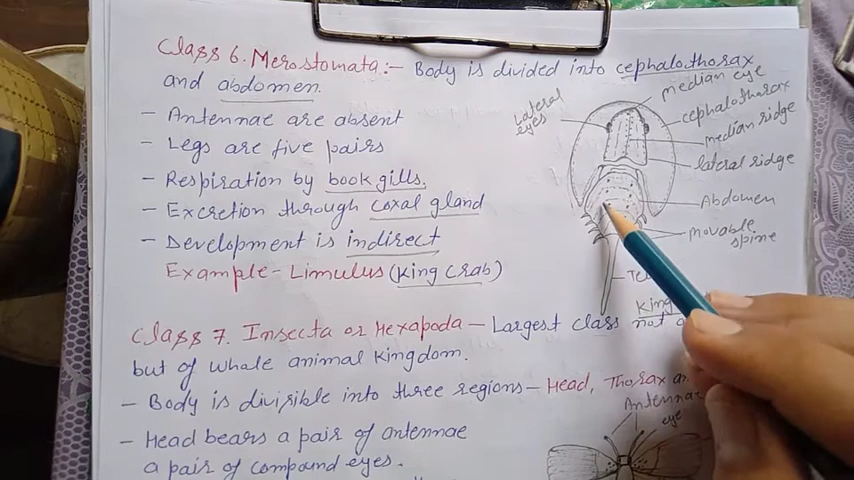 Class 6. Merostomata:- Body is divided into cephalothorax
and abdomen.
- Antennae are absent
- Legs are five pairs
- Respiration by book gills.
- Excretion through coxal gland
- Development is indirect
Example - Limulus (King Crab)
Lateral
eyes
median eye
cephalothorax
median ridge
lateral ridge
Abdomen
movable
spine
King
Class 7. Insecta or Hexapoda - Largest class not
but of whole animal kingdom.
- Body is divisible into three regions - Head, Thorax
- Head bears a pair of antennae
a pair of compound eyes.
Antennae
eye